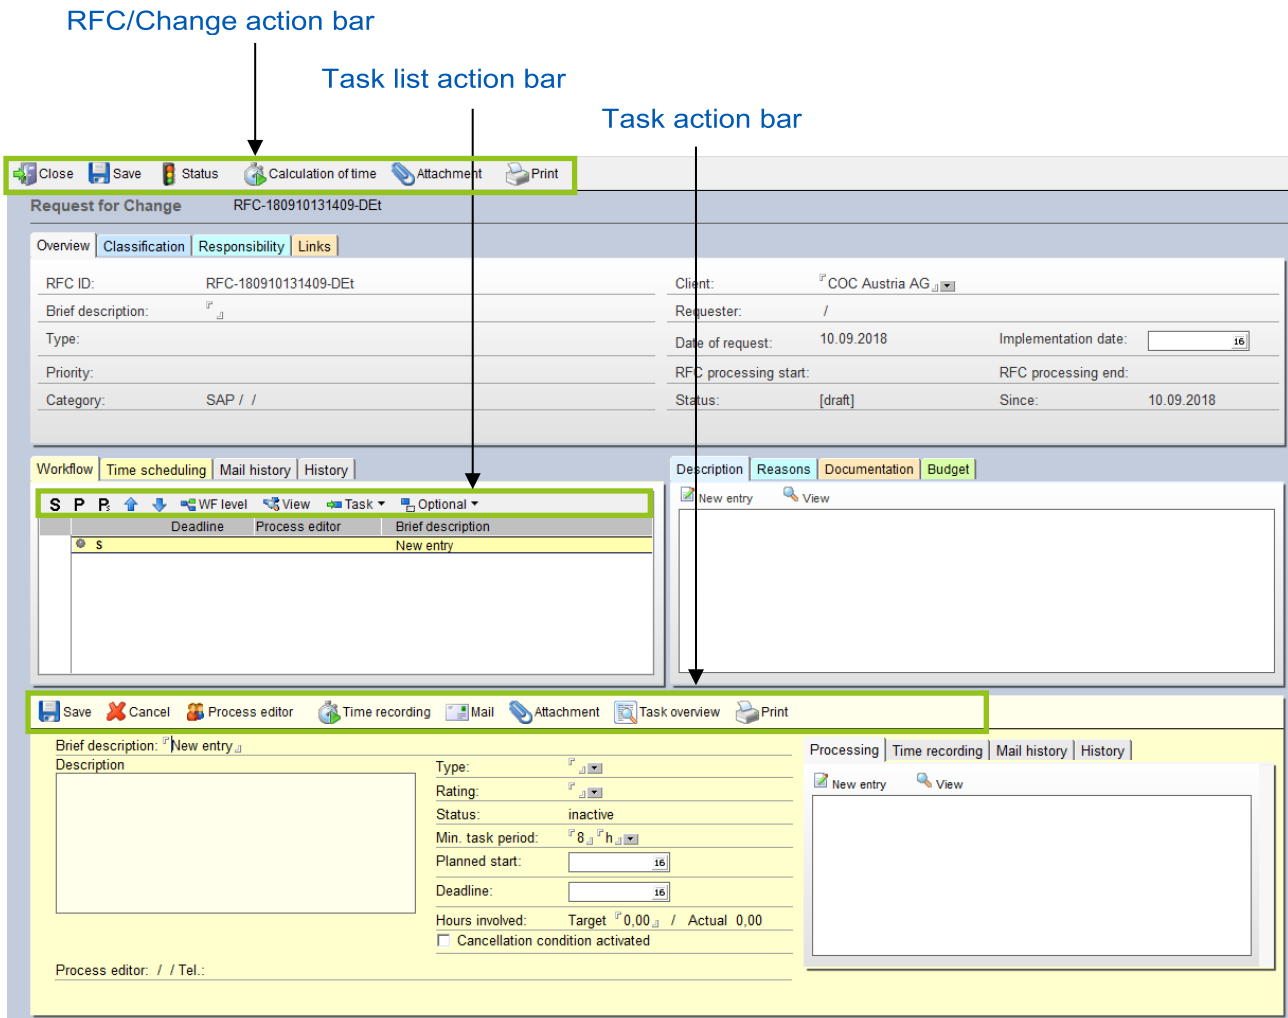 RFC/Change action bar
Task list action bar
Task action bar
Close Save Status Calculation of time Attachment Print
Request for Change RFC-180910131409-DEt
Overview Classification Responsibility Links
RFC ID: RFC-180910131409-DEt Client: COC Austria AG
Brief description: Requester: /
Type: Date of request: 10.09.2018 Implementation date: 16
Priority: RFC processing start: RFC processing end:
Category: SAP / / Status: [draft] Since: 10.09.2018
Workflow Time scheduling Mail history History Description Reasons Documentation Budget
S P Ps WF level View Task Optional New entry View
Deadline Process editor Brief description
S New entry
Save Cancel Process editor Time recording Mail Attachment Task overview Print
Brief description: New entry Processing Time recording Mail history History
Description Type:
New entry View
Rating:
Status: inactive
Min. task period: 8 h
Planned start: 16
Deadline: 16
Hours involved: Target 0,00 / Actual 0,00
Cancellation condition activated
Process editor: / / Tel.: